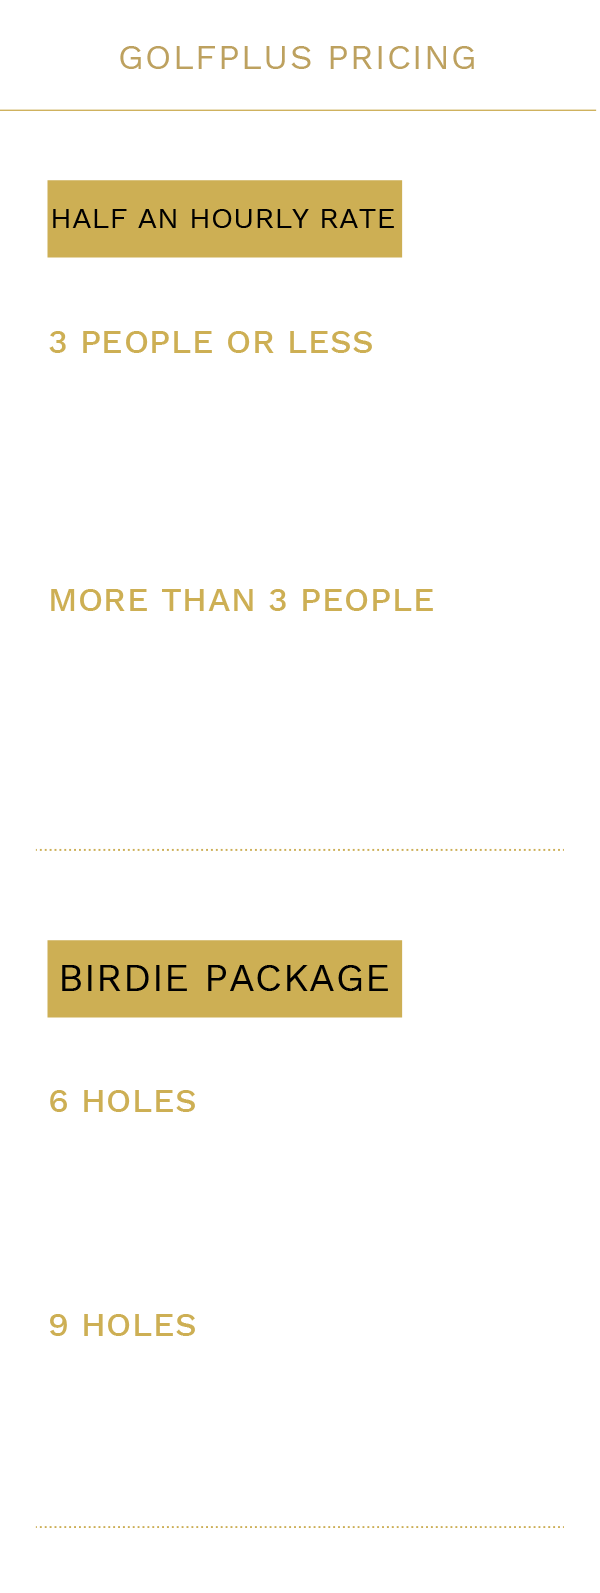 GOLFPLUS PRICING
HALF AN HOURLY RATE
3 PEOPLE OR LESS
MORE THAN 3 PEOPLE
BIRDIE PACKAGE
6 HOLES
9 HOLES